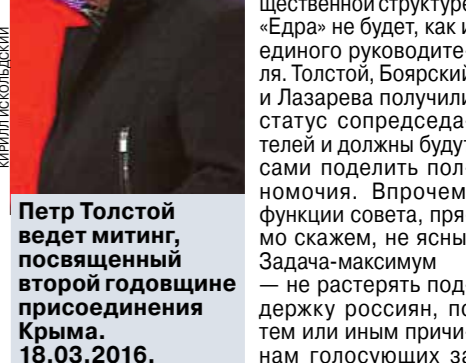 КИРИЛЛ ИСКОЛЬДСКИЙ
Петр Толстой
ведет митинг,
посвященный
второй годовщине
присоединения
Крыма.
18.03.2016.
щественной структуре
«Едра» не будет, как и
единого руководите-
ля. Толстой, Боярский
и Лазарева получили
статус сопредседа-
телей и должны будут
сами поделить пол-
номочия. Впрочем,
функции совета, пря-
мо скажем, не ясны.
Задача-максимум
— не растерять под-
держку россиян, по
тем или иным причи-
нам голосующих за